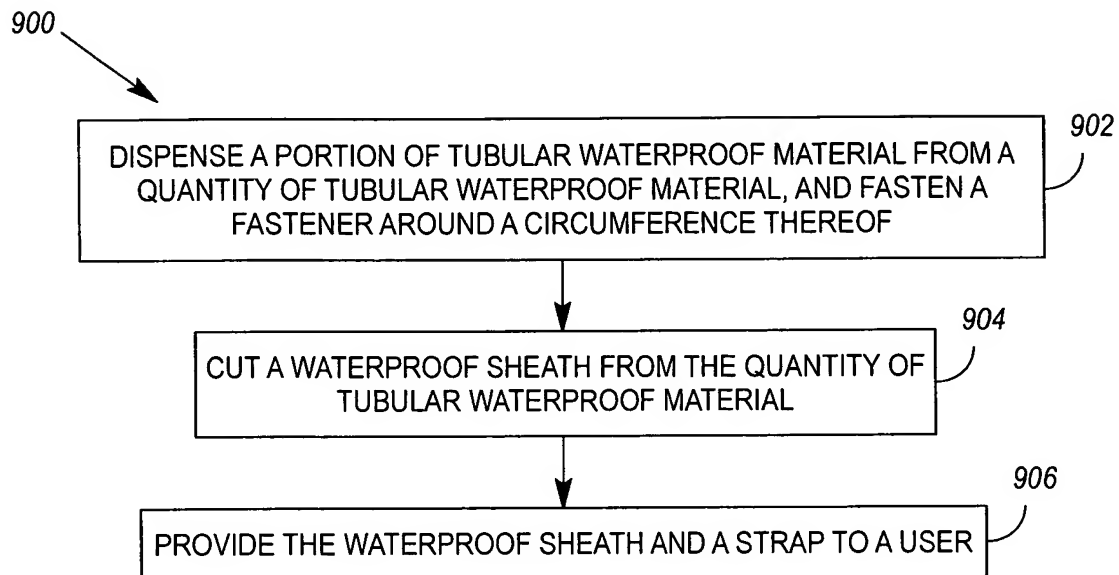 900
902
DISPENSE A PORTION OF TUBULAR WATERPROOF MATERIAL FROM A
QUANTITY OF TUBULAR WATERPROOF MATERIAL, AND FASTEN A
FASTENER AROUND A CIRCUMFERENCE THEREOF
904
CUT A WATERPROOF SHEATH FROM THE QUANTITY OF
TUBULAR WATERPROOF MATERIAL
906
PROVIDE THE WATERPROOF SHEATH AND A STRAP TO A USER